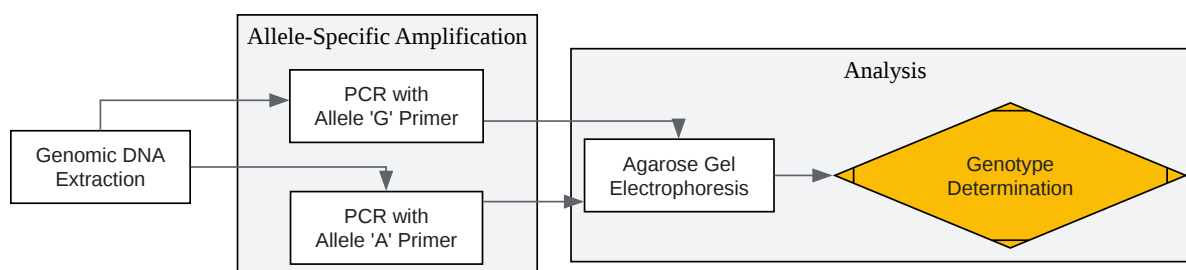 Allele-Specific Amplification
Analysis
PCR with
Allele 'G' Primer
Genomic DNA
Extraction
Agarose Gel
Electrophoresis
Genotype
Determination
PCR with
Allele 'A' Primer